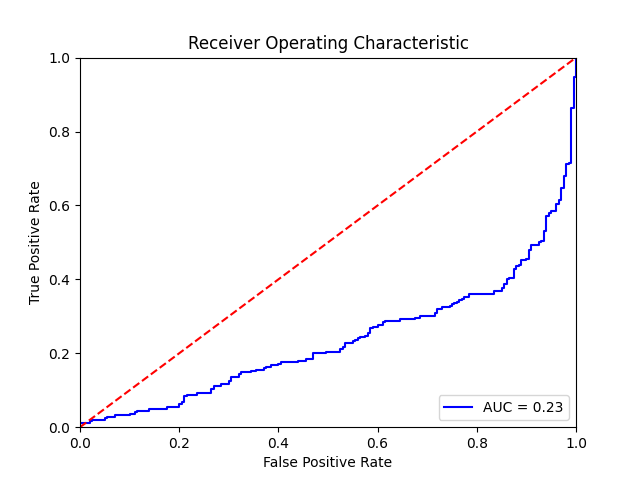 Receiver Operating Characteristic
1.0
0.8
0.6
0.4
0.2
0.0
True Positive Rate
AUC = 0.23
0.0 0.2 0.4 0.6 0.8 1.0
False Positive Rate